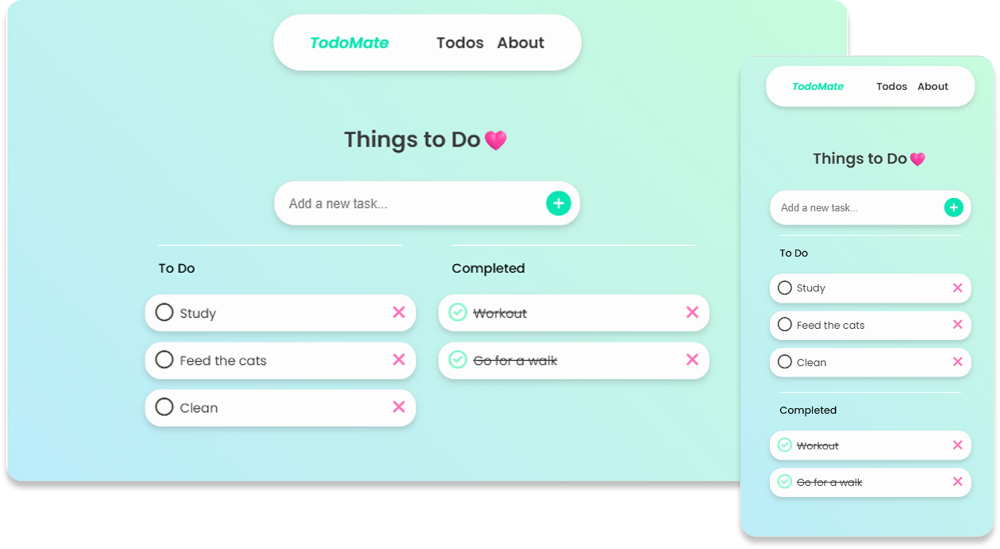 TodoMate Todos About
Things to Do
Add a new task...
To Do
Study
Feed the cats
Clean
Completed
Workout
Go for a walk
TodoMate Todos About
Things to Do
Add a new task...
To Do
Study
Feed the cats
Clean
Completed
Workout
Go for a walk